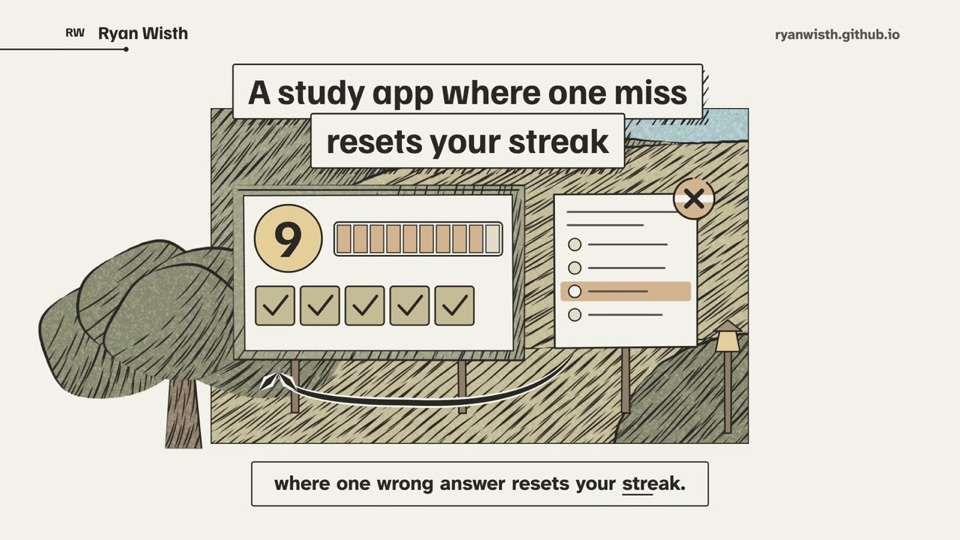 RW Ryan Wisth
ryanwisth.github.io
A study app where one miss
resets your streak
9
where one wrong answer resets your streak.